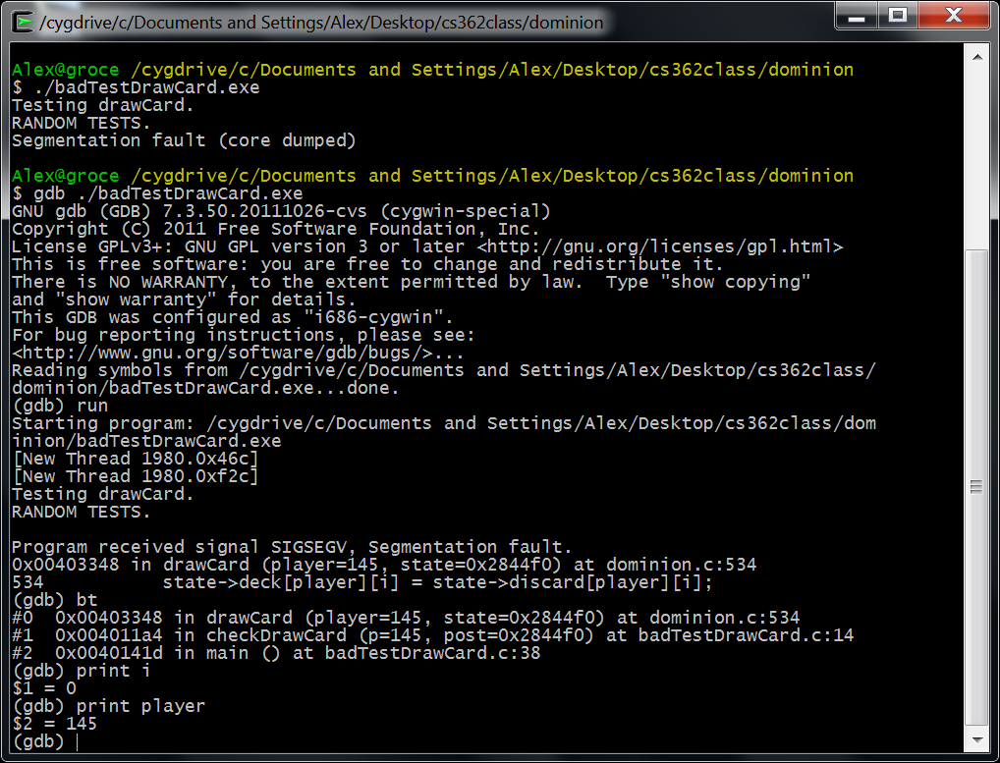 /cygdrive/c/Documents and Settings/Alex/Desktop/cs362class/dominion
Alex@groce /cygdrive/c/Documents and Settings/Alex/Desktop/cs362class/dominion
$ ./badTestDrawCard.exe
Testing drawCard.
RANDOM TESTS.
Segmentation fault (core dumped)
Alex@groce /cygdrive/c/Documents and Settings/Alex/Desktop/cs362class/dominion
$ gdb ./badTestDrawCard.exe
GNU gdb (GDB) 7.3.50.20111026-cvs (cygwin-special)
Copyright (C) 2011 Free Software Foundation, Inc.
License GPLv3+: GNU GPL version 3 or later <http://gnu.org/licenses/gpl.html>
This is free software: you are free to change and redistribute it.
There is NO WARRANTY, to the extent permitted by law.  Type "show copying"
and "show warranty" for details.
This GDB was configured as "i686-cygwin".
For bug reporting instructions, please see:
<http://www.gnu.org/software/gdb/bugs/>...
Reading symbols from /cygdrive/c/Documents and Settings/Alex/Desktop/cs362class/
dominion/badTestDrawCard.exe...done.
(gdb) run
Starting program: /cygdrive/c/Documents and Settings/Alex/Desktop/cs362class/dom
inion/badTestDrawCard.exe
[New Thread 1980.0x46c]
[New Thread 1980.0xf2c]
Testing drawCard.
RANDOM TESTS.
Program received signal SIGSEGV, Segmentation fault.
0x00403348 in drawCard (player=145, state=0x2844f0) at dominion.c:534
534           state->deck[player][i] = state->discard[player][i];
(gdb) bt
#0  0x00403348 in drawCard (player=145, state=0x2844f0) at dominion.c:534
#1  0x004011a4 in checkDrawCard (p=145, post=0x2844f0) at badTestDrawCard.c:14
#2  0x0040141d in main () at badTestDrawCard.c:38
(gdb) print i
$1 = 0
(gdb) print player
$2 = 145
(gdb)